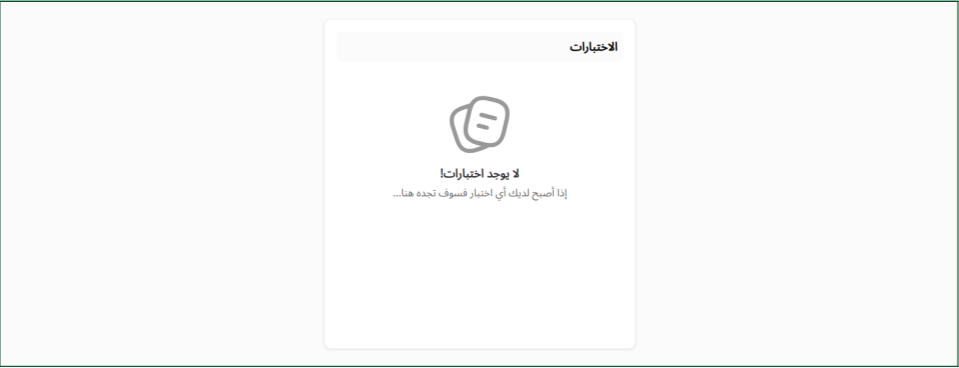 الاختبارات
لا يوجد اختبارات!
إذا أصبح لديك أي اختبار فسوف تجده هنا...